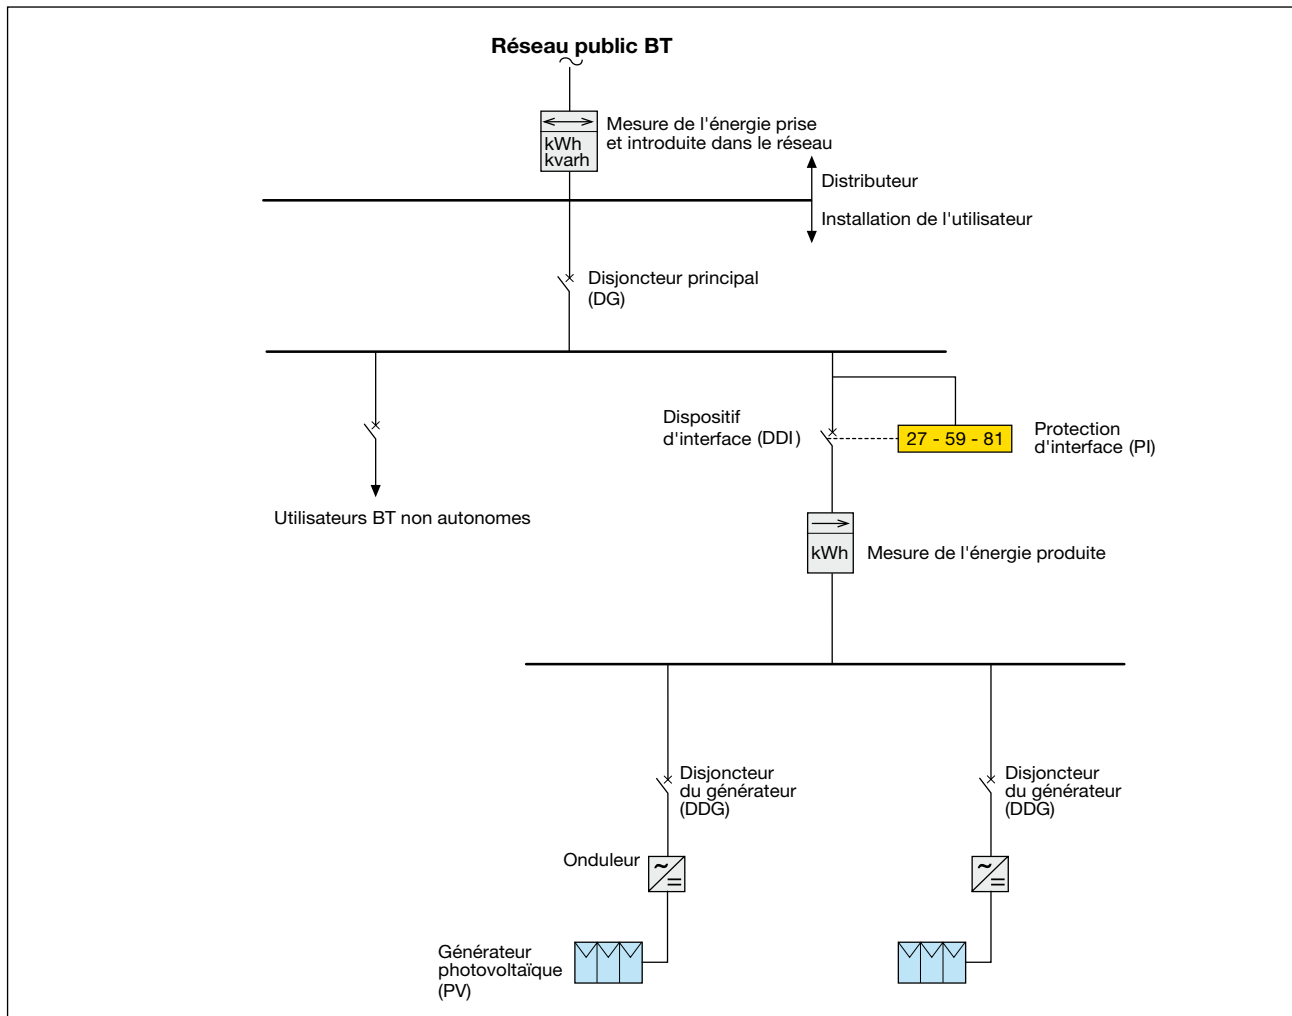 Réseau public BT
Mesure de l'énergie prise
et introduite dans le réseau
kWh
kvarh
Distributeur
Installation de l'utilisateur
Disjoncteur principal
(DG)
Dispositif
d'interface (DDI)
27 - 59 - 81
Protection
d'interface (PI)
Utilisateurs BT non autonomes
kWh
Mesure de l'énergie produite
Disjoncteur
du générateur
(DDG)
Disjoncteur
du générateur
(DDG)
Onduleur
Générateur
photovoltaïque
(PV)